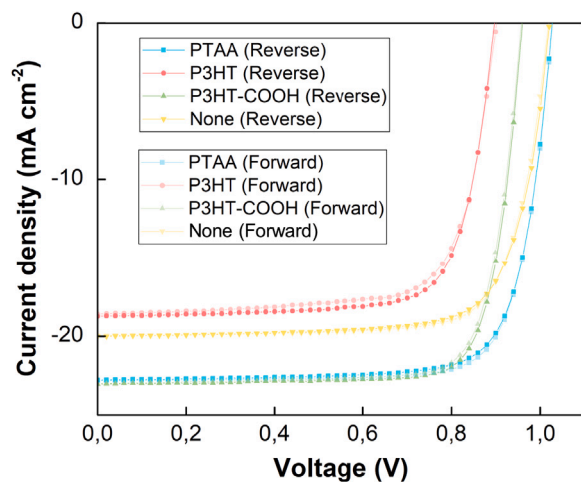 0
PTAA (Reverse)
P3HT (Reverse)
P3HT-COOH (Reverse)
None (Reverse)
PTAA (Forward)
P3HT (Forward)
P3HT-COOH (Forward)
None (Forward)
-10
-20
Current density (mA cm⁻²)
0,0 0,2 0,4 0,6 0,8 1,0
Voltage (V)